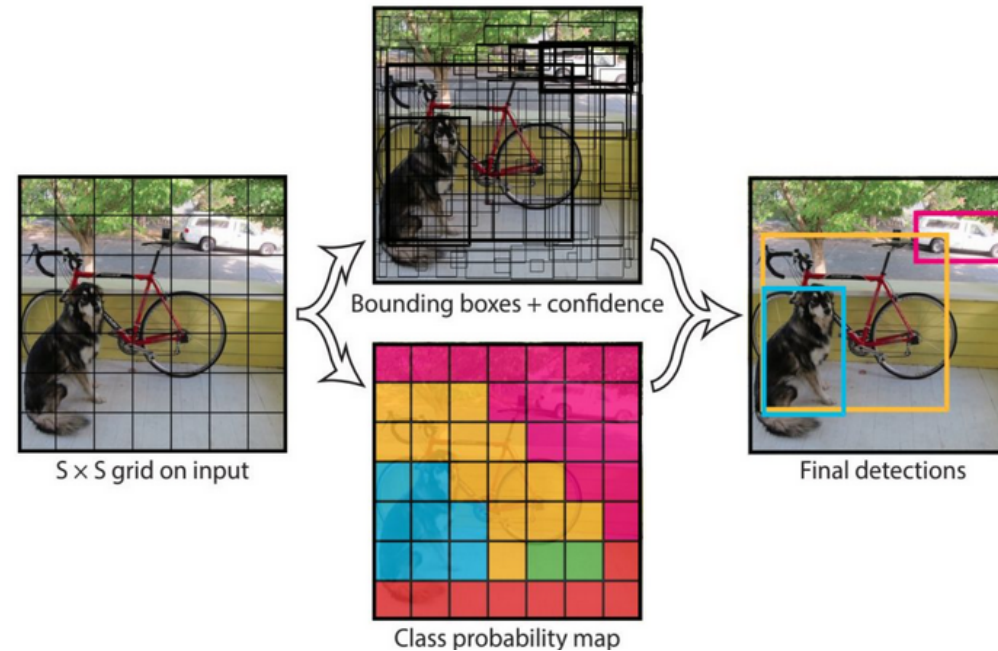 Bounding boxes + confidence
S × S grid on input
Final detections
Class probability map